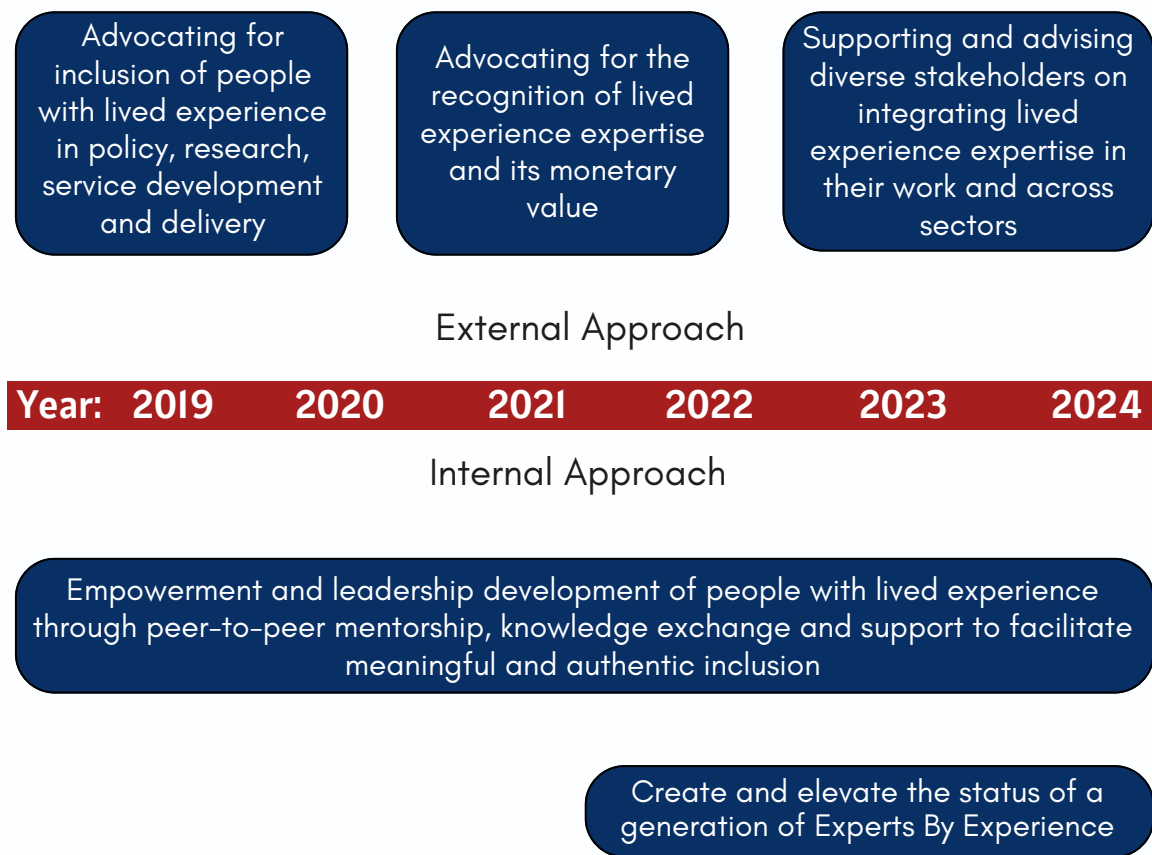 Advocating for
inclusion of people
with lived experience
in policy, research,
service development
and delivery
Advocating for the
recognition of lived
experience expertise
and its monetary
value
Supporting and advising
diverse stakeholders on
integrating lived
experience expertise in
their work and across
sectors
External Approach
Year: 2019 2020 2021 2022 2023 2024
Internal Approach
Empowerment and leadership development of people with lived experience
through peer-to-peer mentorship, knowledge exchange and support to facilitate
meaningful and authentic inclusion
Create and elevate the status of a
generation of Experts By Experience